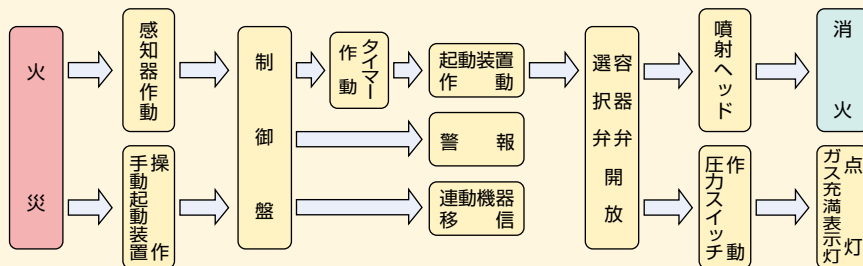 火災
感知器作動
手動起動装置
操作
制御盤
タイマー
作動
警報
連動機器
移信
起動装置
作動
容器弁
選択弁
開放
噴射ヘッド
圧力スイッチ
作動
消火
ガス充満表示灯
点灯